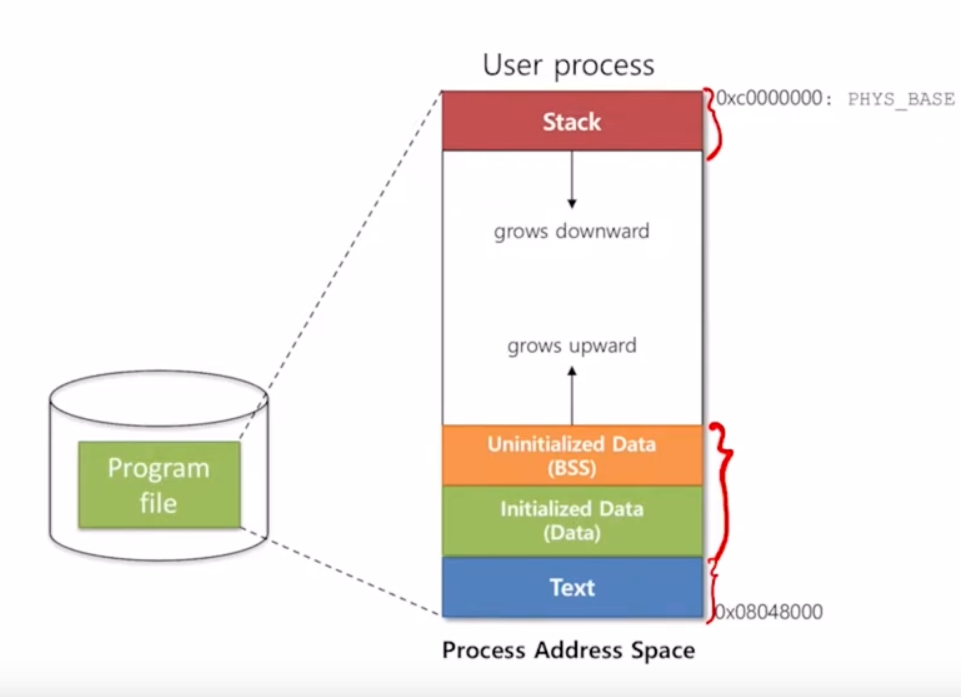 User process
0xc0000000: PHYS_BASE
Stack
grows downward
grows upward
Uninitialized Data
(BSS)
Program
file
Initialized Data
(Data)
Text
0x08048000
Process Address Space